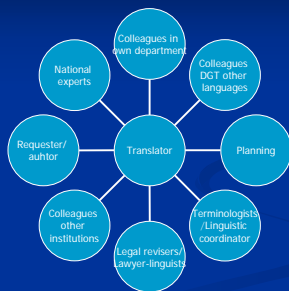 Colleagues in
own department
Colleagues
DGT other
languages
National
experts
Requester/
auhtor
Translator
Planning
Colleagues
other
institutions
Terminologists
/Linguistic
coordinator
Legal revisers/
Lawyer-linguists